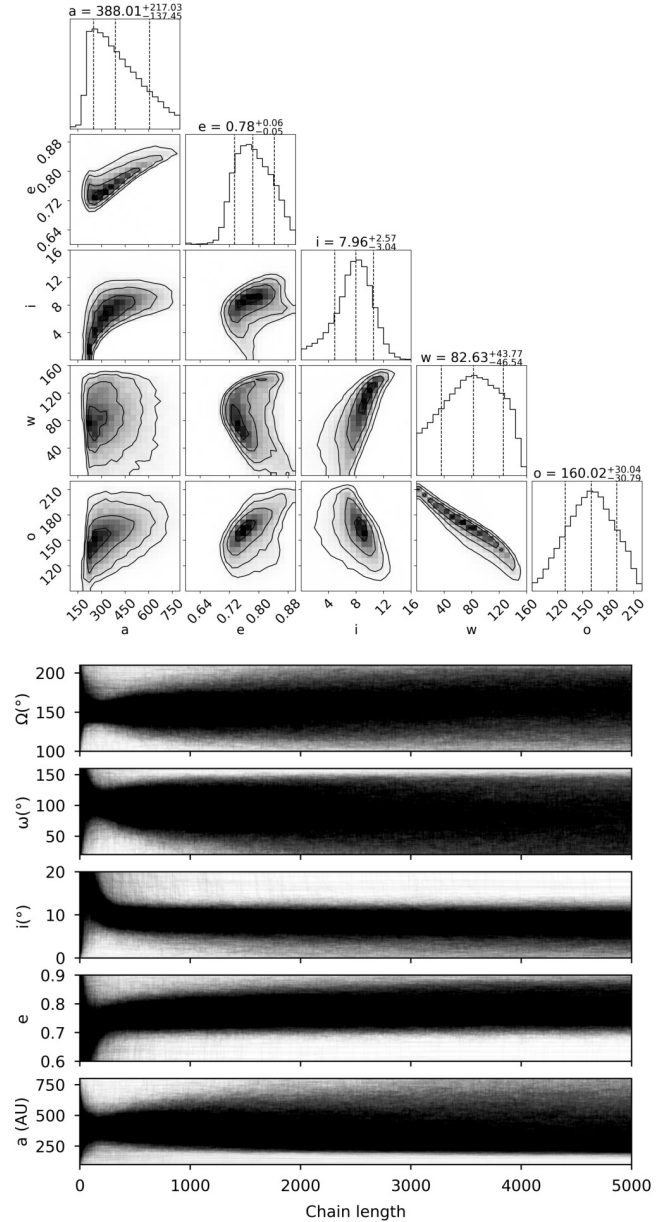 a = 388.01 +217.03 −137.45
e = 0.78 +0.06 −0.05
0.88
0.80
0.72
0.64
e
i = 7.96 +2.57 −3.04
16
12
8
4
i
w = 82.63 +43.77 −46.54
160
120
80
40
w
o = 160.02 +30.04 −30.79
210
180
150
120
o
150 300 450 600 750 0.64 0.72 0.80 0.88 4 8 12 16 40 80 120 160 90 120 150 180 210
a e i w o
200
150
100
Ω(°)
150
100
50
ω(°)
20
10
0
i(°)
0.9
0.8
0.7
0.6
e
750
500
250
a (AU)
0 1000 2000 3000 4000 5000
Chain length